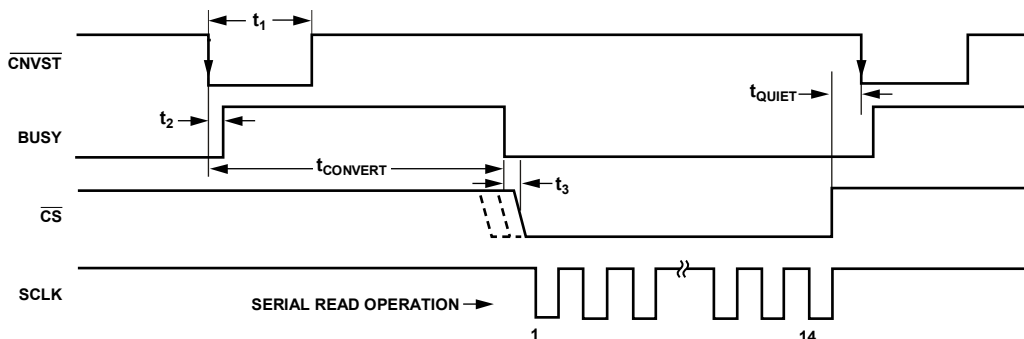 t1
CNVST
tQUIET
t2
BUSY
tCONVERT
t3
CS
SCLK
SERIAL READ OPERATION
1
14